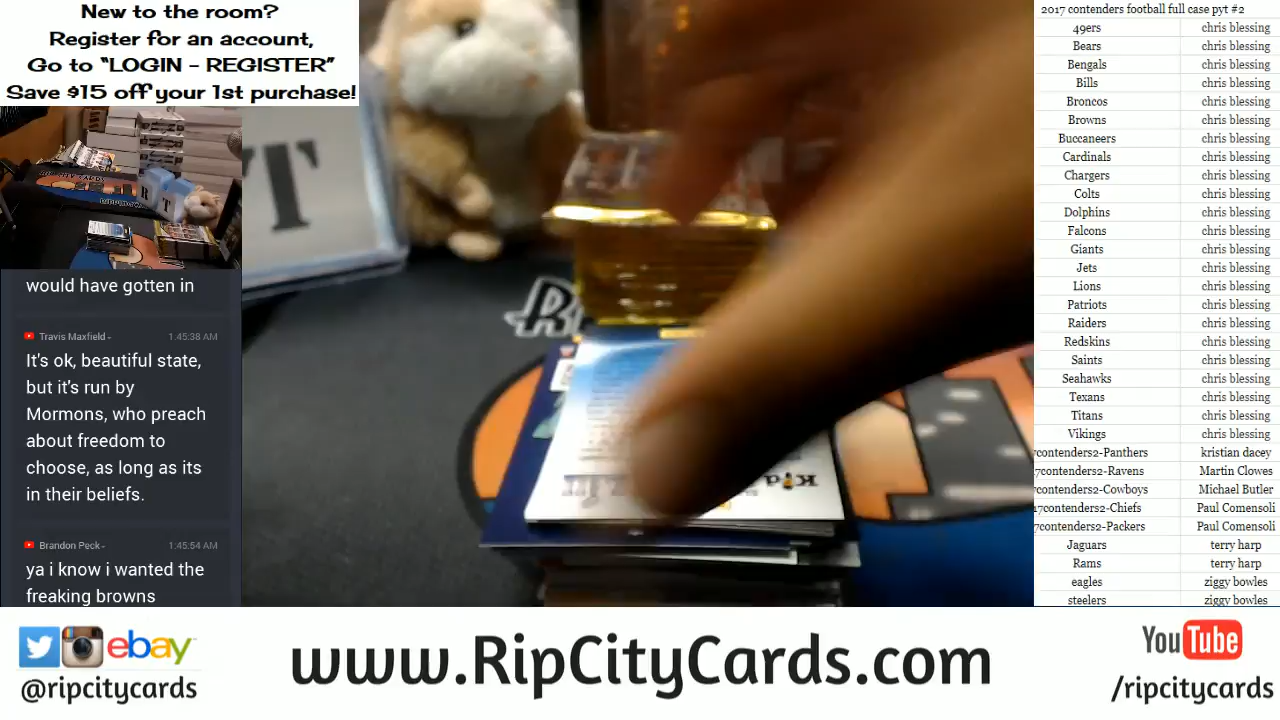 New to the room?
Register for an account,
Go to “LOGIN - REGISTER”
Save $15 off your 1st purchase!
would have gotten in
Travis Maxfield - 1:45:38 AM
It's ok, beautiful state,
but it's run by
Mormons, who preach
about freedom to
choose, as long as its
in their beliefs.
Brandon Peck - 1:45:54 AM
ya i know i wanted the
freaking browns
T
2017 contenders football full case pyt #2
49ers chris blessing
Bears chris blessing
Bengals chris blessing
Bills chris blessing
Broncos chris blessing
Browns chris blessing
Buccaneers chris blessing
Cardinals chris blessing
Chargers chris blessing
Colts chris blessing
Dolphins chris blessing
Falcons chris blessing
Giants chris blessing
Jets chris blessing
Lions chris blessing
Patriots chris blessing
Raiders chris blessing
Redskins chris blessing
Saints chris blessing
Seahawks chris blessing
Texans chris blessing
Titans chris blessing
Vikings chris blessing
7contenders2-Panthers kristian dacey
17contenders2-Ravens Martin Clowes
7contenders2-Cowboys Michael Butler
17contenders2-Chiefs Paul Comensoli
7contenders2-Packers Paul Comensoli
Jaguars terry harp
Rams terry harp
eagles ziggy bowles
steelers ziggy bowles
ebay
@ripcitycards
www.RipCityCards.com
YouTube
/ripcitycards